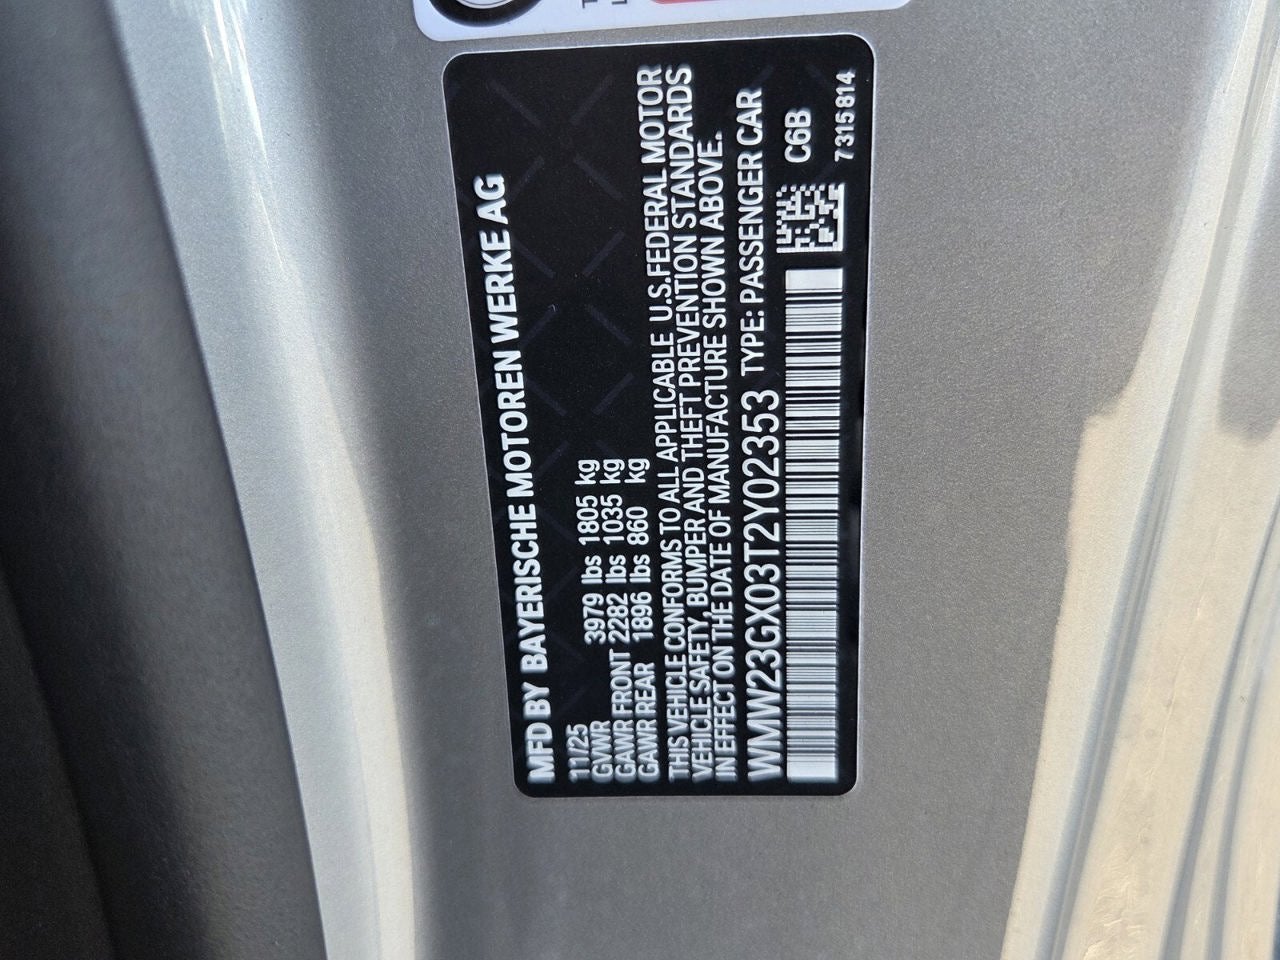 MFD BY BAYERISCHE MOTOREN WERKE AG
11/25
GVWR 3979 lbs 1805 kg
GAWR FRONT 2282 lbs 1035 kg
GAWR REAR 1896 lbs 860 kg
THIS VEHICLE CONFORMS TO ALL APPLICABLE U.S.FEDERAL MOTOR
VEHICLE SAFETY, BUMPER AND THEFT PREVENTION STANDARDS
IN EFFECT ON THE DATE OF MANUFACTURE SHOWN ABOVE.
WMW23GX03T2Y02353 TYPE: PASSENGER CAR
C6B
7315814